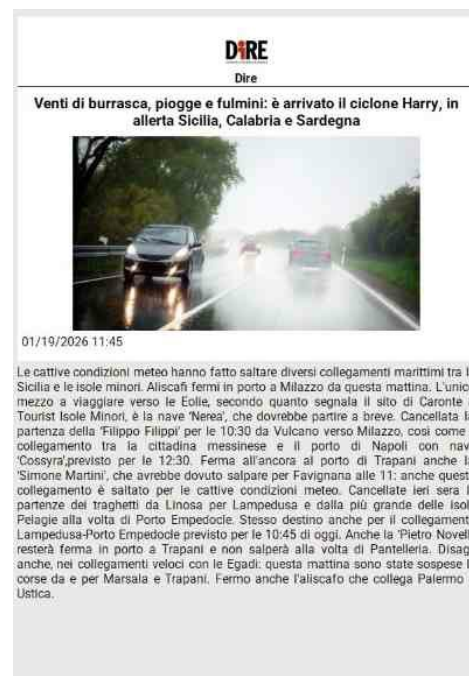 DiRE
Dire
Venti di burrasca, piogge e fulmini: è arrivato il ciclone Harry, in
allerta Sicilia, Calabria e Sardegna
01/19/2026 11:45
Le cattive condizioni meteo hanno fatto saltare diversi collegamenti marittimi tra l
Sicilia e le isole minori. Aliscafi fermi in porto a Milazzo da questa mattina. L'unic
mezzo a viaggiare verso le Eolie, secondo quanto segnala il sito di Caronte
Tourist Isole Minori, è la nave 'Nerea', che dovrebbe partire a breve. Cancellata l
partenza della 'Filippo Filippi' per le 10:30 da Vulcano verso Milazzo, così come
collegamento tra la cittadina messinese e il porto di Napoli con nav
'Cossyra',previsto per le 12:30. Ferma all'ancora al porto di Trapani anche l
'Simone Martini', che avrebbe dovuto salpare per Favignana alle 11: anche quest
collegamento è saltato per le cattive condizioni meteo. Cancellate ieri sera l
partenze dei traghetti da Linosa per Lampedusa e dalla più grande delle isol
Pelagie alla volta di Porto Empedocle. Stesso destino anche per il collegament
Lampedusa-Porto Empedocle previsto per le 10:45 di oggi. Anche la 'Pietro Novell
resterà ferma in porto a Trapani e non salperà alla volta di Pantelleria. Disag
anche, nei collegamenti veloci con le Egadi: questa mattina sono state sospese l
corse da e per Marsala e Trapani. Fermo anche l'aliscafo che collega Palermo
Ustica.